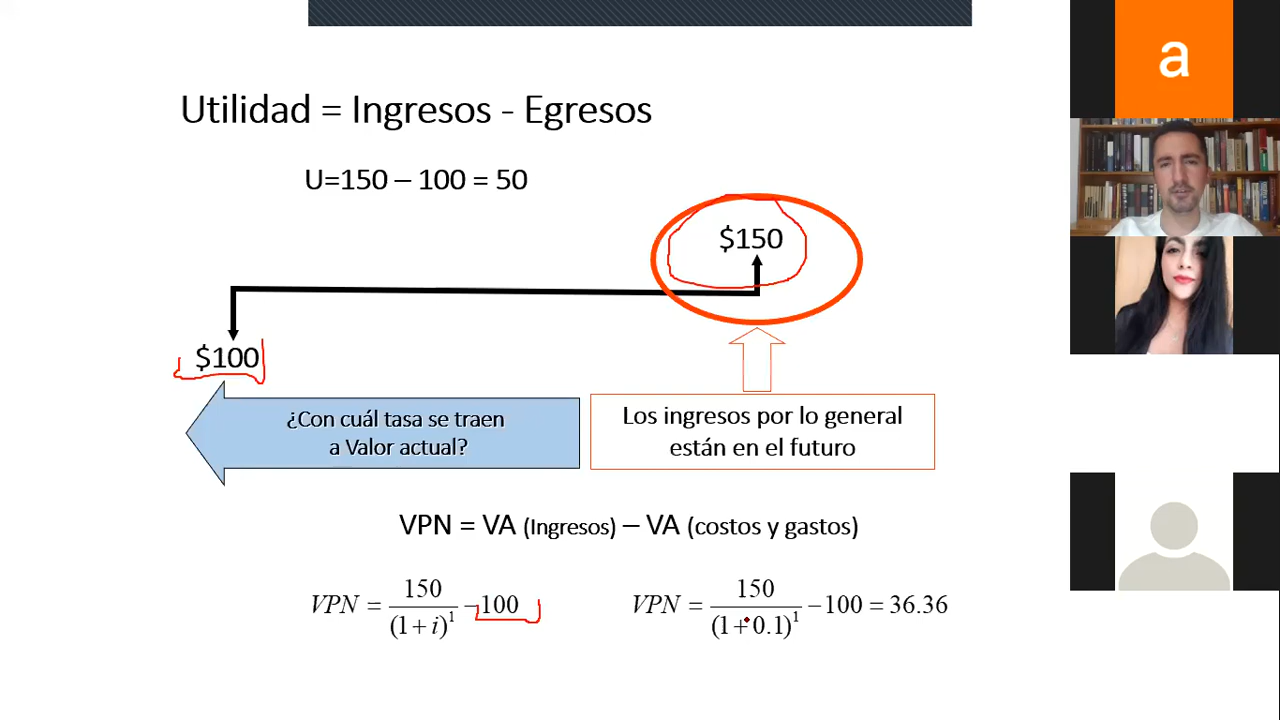 Utilidad = Ingresos - Egresos
U=150 – 100 = 50
$150
$100
¿Con cuál tasa se traen
a Valor actual?
Los ingresos por lo general
están en el futuro
VPN = VA (Ingresos) – VA (costos y gastos)
VPN = 150 / (1 + i)^1 − 100
VPN = 150 / (1 + 0.1)^1 − 100 = 36.36
a